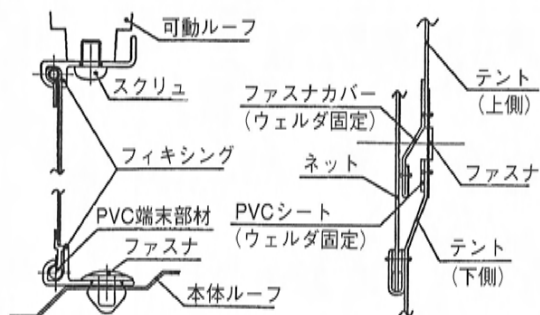 可動ルーフ
スクリュ
フィキシング
PVC端末部材
ファスナ
本体ルーフ
テント
(上側)
ファスナカバー
(ウェルダ固定)
ネット
ファスナ
PVCシート
(ウェルダ固定)
テント
(下側)